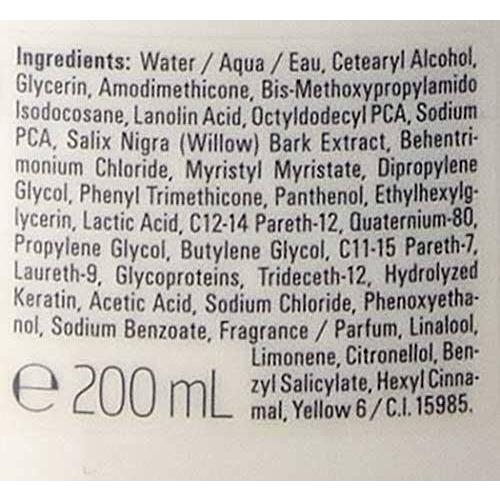 Ingredients: Water / Aqua / Eau, Cetearyl Alcohol,
Glycerin, Amodimethicone, Bis-Methoxypropylamido
Isodocosane, Lanolin Acid, Octyldodecyl PCA, Sodium
PCA, Salix Nigra (Willow) Bark Extract, Behentri-
monium Chloride, Myristyl Myristate, Dipropylene
Glycol, Phenyl Trimethicone, Panthenol, Ethylhexylg-
lycerin, Lactic Acid, C12-14 Pareth-12, Quaternium-80,
Propylene Glycol, Butylene Glycol, C11-15 Pareth-7,
Laureth-9, Glycoproteins, Trideceth-12, Hydrolyzed
Keratin, Acetic Acid, Sodium Chloride, Phenoxyetha-
nol, Sodium Benzoate, Fragrance / Parfum, Linalool,
Limonene, Citronellol, Ben-
zyl Salicylate, Hexyl Cinna-
mal, Yellow 6 / C.I. 15985.
℮ 200 mL